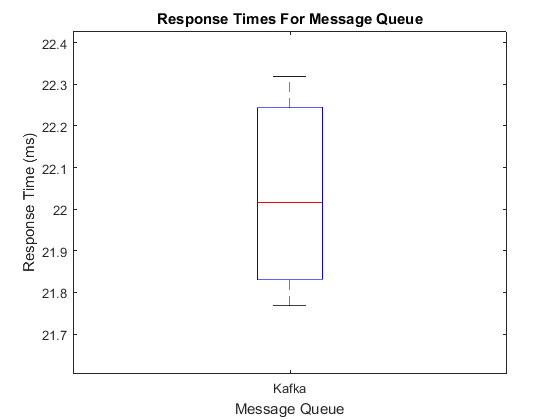 Response Times For Message Queue
22.4
22.3
22.2
22.1
22
21.9
21.8
21.7
Response Time (ms)
Kafka
Message Queue